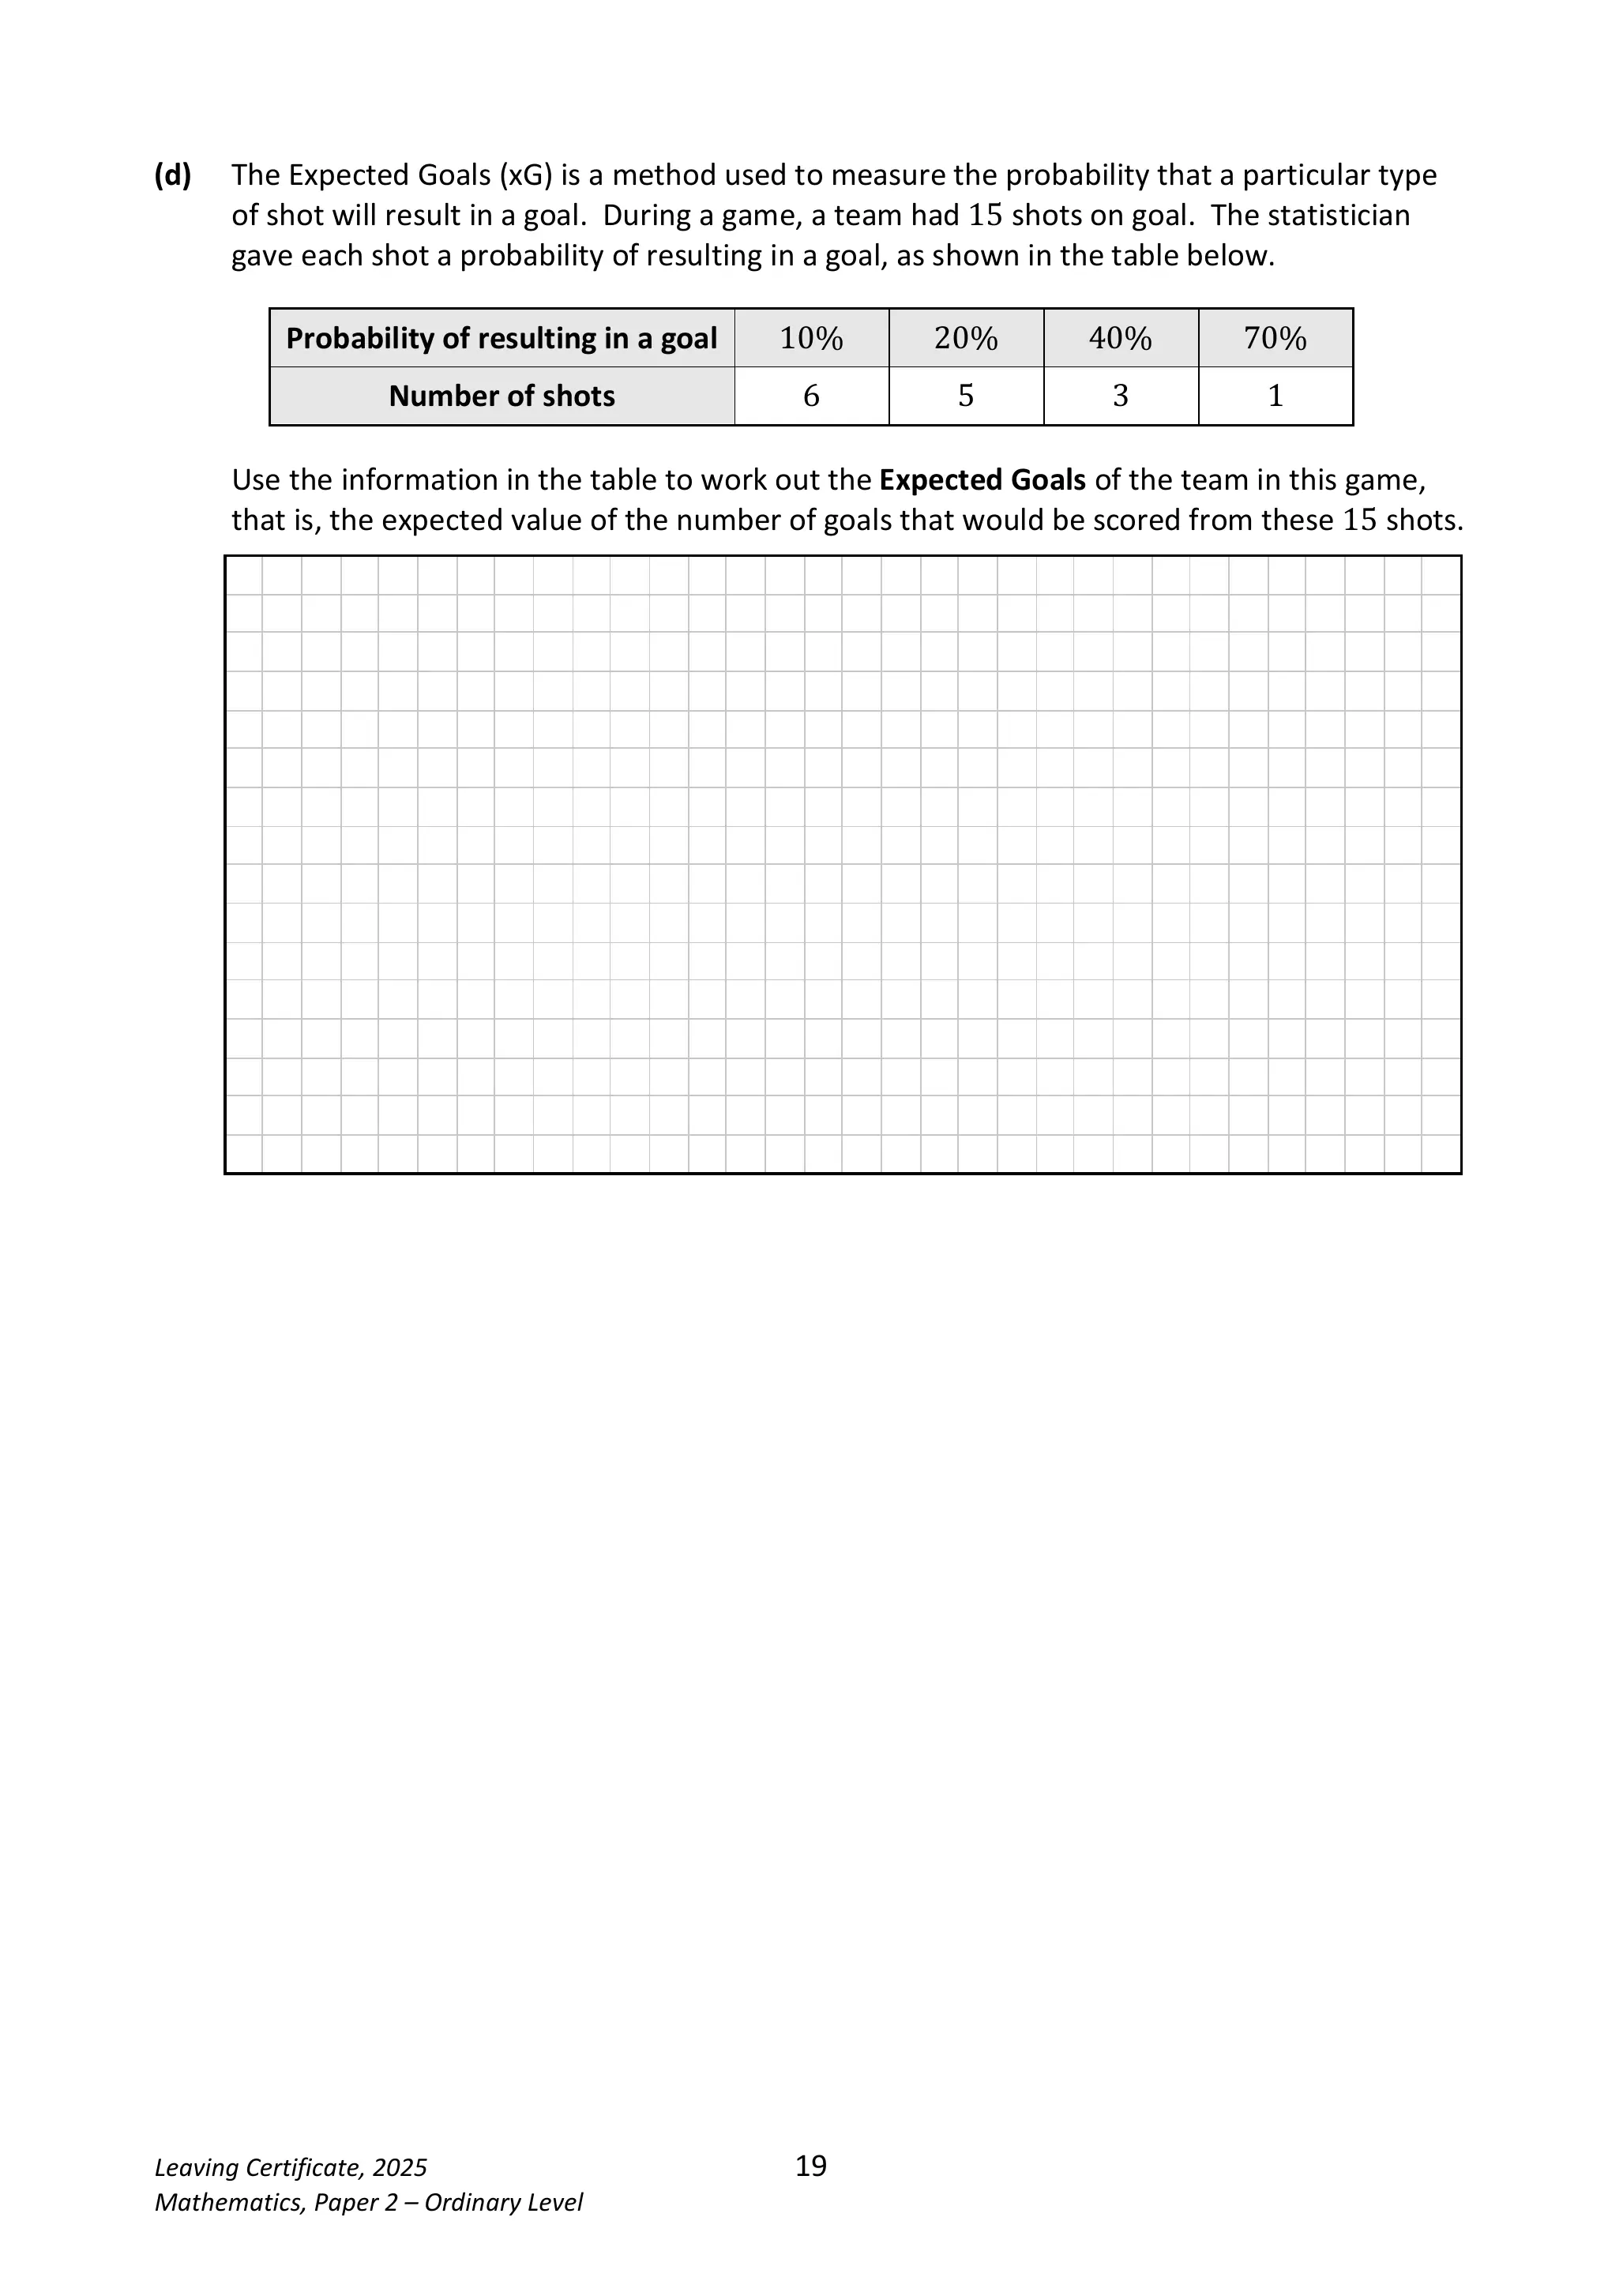 (d) The Expected Goals (xG) is a method used to measure the probability that a particular type
of shot will result in a goal. During a game, a team had 15 shots on goal. The statistician
gave each shot a probability of resulting in a goal, as shown in the table below.
Probability of resulting in a goal 10% 20% 40% 70%
Number of shots 6 5 3 1
Use the information in the table to work out the Expected Goals of the team in this game,
that is, the expected value of the number of goals that would be scored from these 15 shots.
Leaving Certificate, 2025 19
Mathematics, Paper 2 – Ordinary Level